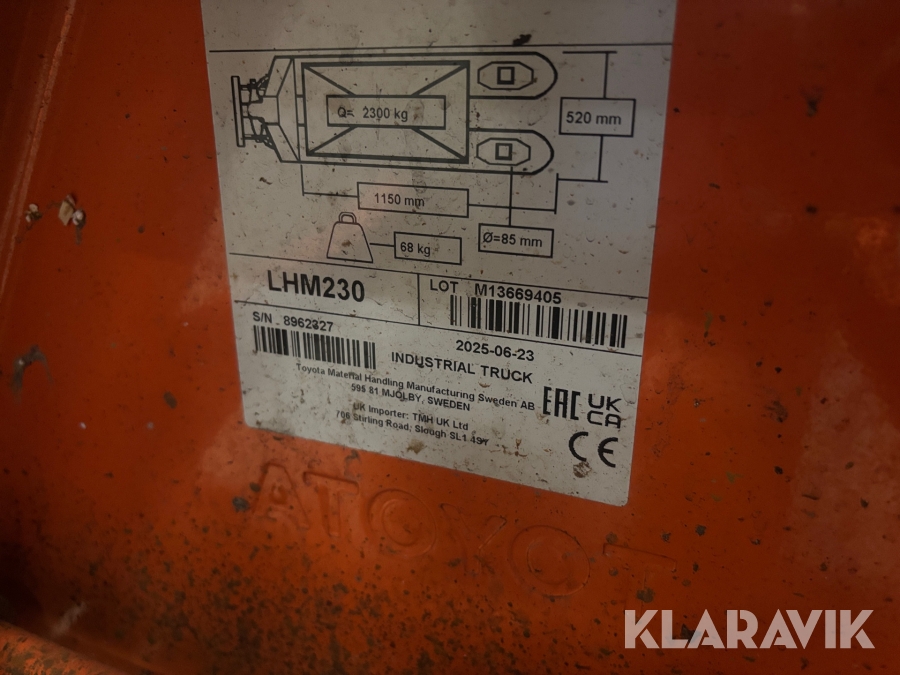 Q= 2300 kg
520 mm
1150 mm
Ø=85 mm
68 kg
LHM230
LOT M13669405
S/N 8962327
2025-06-23
INDUSTRIAL TRUCK
Toyota Material Handling Manufacturing Sweden AB
595 81 MJÖLBY, SWEDEN
UK Importer: TMH UK Ltd
706 Stirling Road, Slough SL1 4SY
EAC
UK
CA
CE
TOYOTA
KLARAVIK